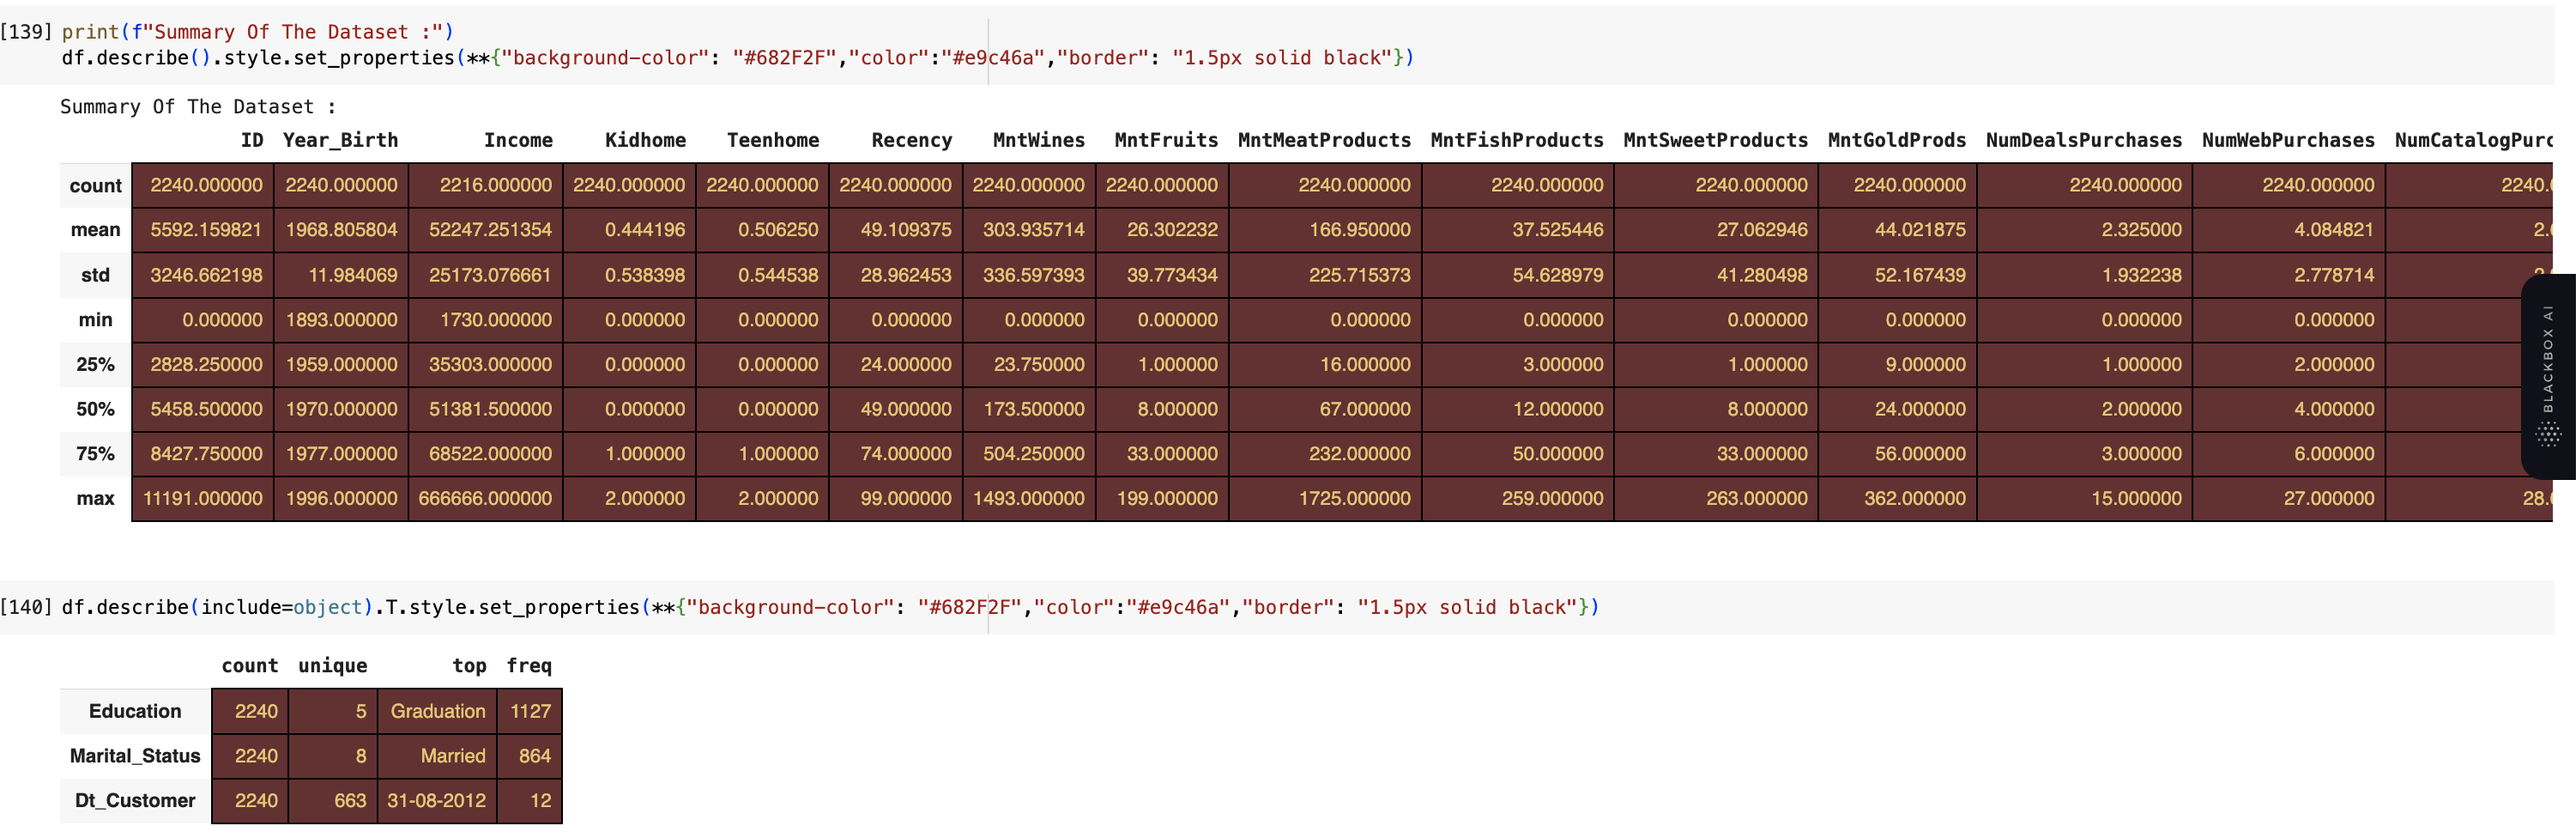 [139] print(f"Summary Of The Dataset :")
df.describe().style.set_properties(**{"background-color": "#682F2F","color":"#e9c46a","border": "1.5px solid black"})
Summary Of The Dataset :
ID Year_Birth Income Kidhome Teenhome Recency MntWines MntFruits MntMeatProducts MntFishProducts MntSweetProducts MntGoldProds NumDealsPurchases NumWebPurchases NumCatalogPurc
count 2240.000000 2240.000000 2216.000000 2240.000000 2240.000000 2240.000000 2240.000000 2240.000000 2240.000000 2240.000000 2240.000000 2240.000000 2240.000000 2240.000000 2240.
mean 5592.159821 1968.805804 52247.251354 0.444196 0.506250 49.109375 303.935714 26.302232 166.950000 37.525446 27.062946 44.021875 2.325000 4.084821 2.
std 3246.662198 11.984069 25173.076661 0.538398 0.544538 28.962453 336.597393 39.773434 225.715373 54.628979 41.280498 52.167439 1.932238 2.778714
min 0.000000 1893.000000 1730.000000 0.000000 0.000000 0.000000 0.000000 0.000000 0.000000 0.000000 0.000000 0.000000 0.000000 0.000000
25% 2828.250000 1959.000000 35303.000000 0.000000 0.000000 24.000000 23.750000 1.000000 16.000000 3.000000 1.000000 9.000000 1.000000 2.000000
50% 5458.500000 1970.000000 51381.500000 0.000000 0.000000 49.000000 173.500000 8.000000 67.000000 12.000000 8.000000 24.000000 2.000000 4.000000
75% 8427.750000 1977.000000 68522.000000 1.000000 1.000000 74.000000 504.250000 33.000000 232.000000 50.000000 33.000000 56.000000 3.000000 6.000000
max 11191.000000 1996.000000 666666.000000 2.000000 2.000000 99.000000 1493.000000 199.000000 1725.000000 259.000000 263.000000 362.000000 15.000000 27.000000 28.
BLACKBOX AI
[140] df.describe(include=object).T.style.set_properties(**{"background-color": "#682F2F","color":"#e9c46a","border": "1.5px solid black"})
count unique top freq
Education 2240 5 Graduation 1127
Marital_Status 2240 8 Married 864
Dt_Customer 2240 663 31-08-2012 12